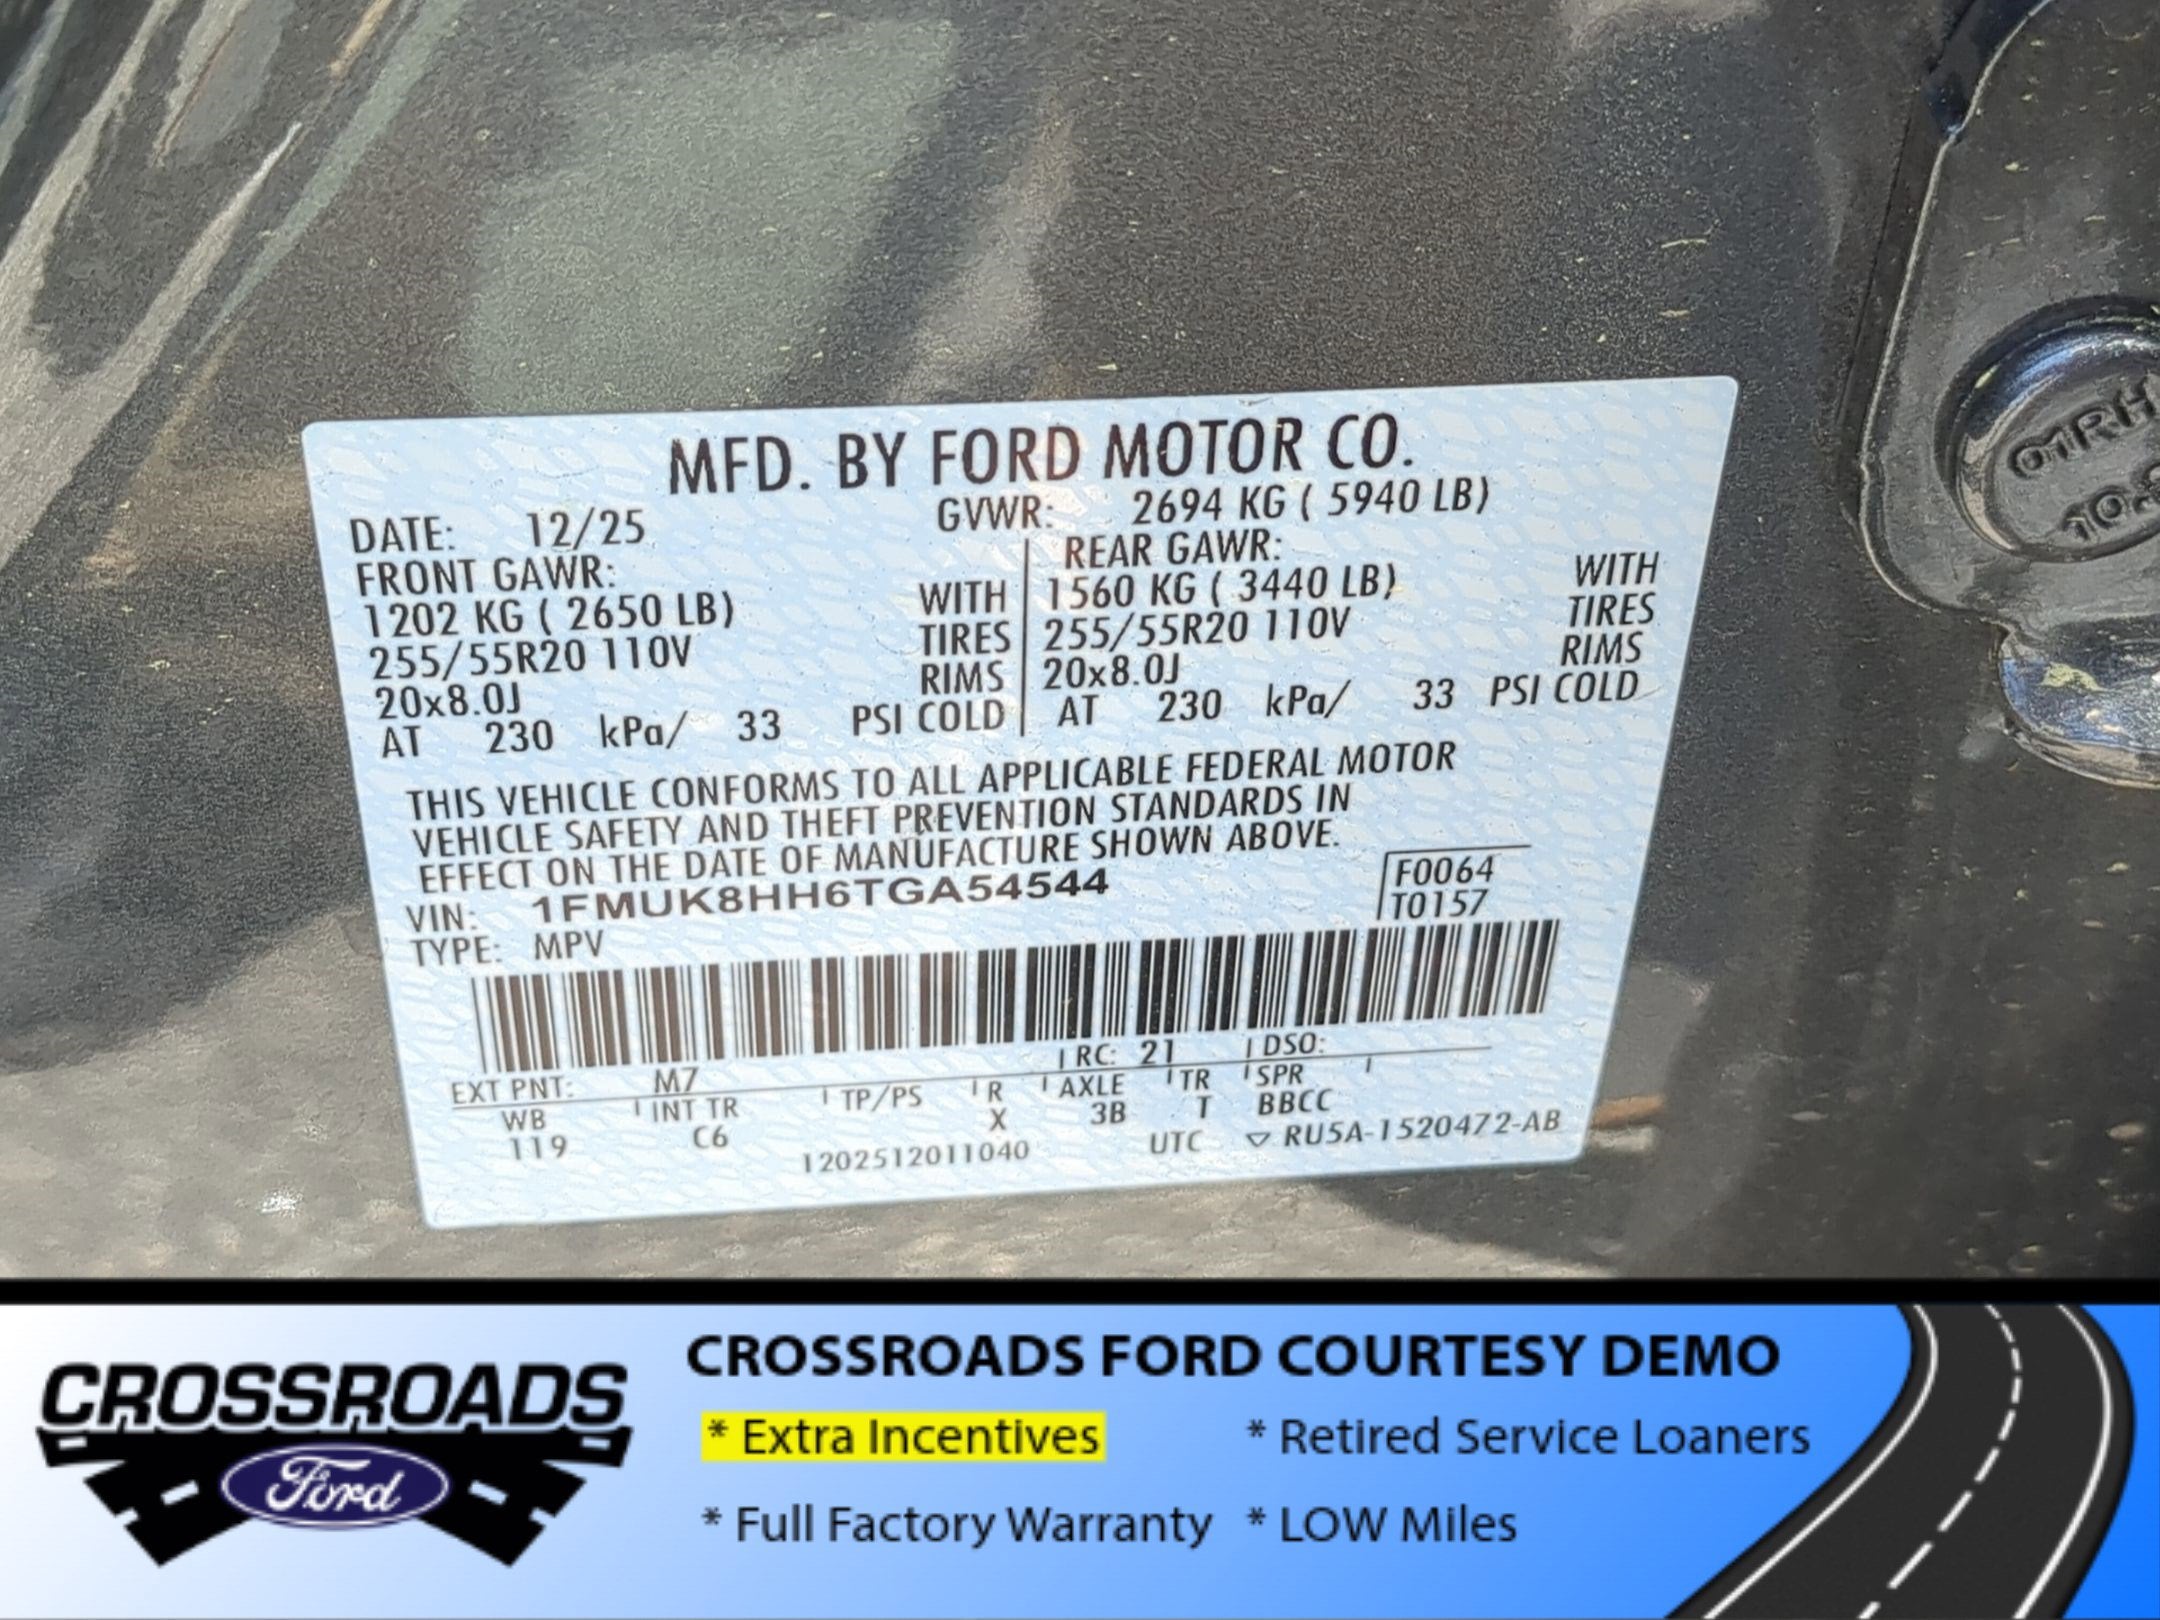 MFD. BY FORD MOTOR CO.
DATE: 12/25 GVWR: 2694 KG ( 5940 LB)
FRONT GAWR: REAR GAWR:
1202 KG ( 2650 LB) WITH 1560 KG ( 3440 LB) WITH
255/55R20 110V TIRES 255/55R20 110V TIRES
20x8.0J RIMS 20x8.0J RIMS
AT 230 kPa/ 33 PSI COLD AT 230 kPa/ 33 PSI COLD
THIS VEHICLE CONFORMS TO ALL APPLICABLE FEDERAL MOTOR
VEHICLE SAFETY AND THEFT PREVENTION STANDARDS IN
EFFECT ON THE DATE OF MANUFACTURE SHOWN ABOVE.
VIN: 1FMUK8HH6TGA54544 F0064
TYPE: MPV T0157
EXT PNT: M7 RC: 21 DSO:
WB INT TR TP/PS R AXLE TR SPR
119 C6 X 3B T BBCC
1202512011040 UTC ▽ RU5A-1520472-AB
CROSSROADS
Ford
CROSSROADS FORD COURTESY DEMO
* Extra Incentives * Retired Service Loaners
* Full Factory Warranty * LOW Miles